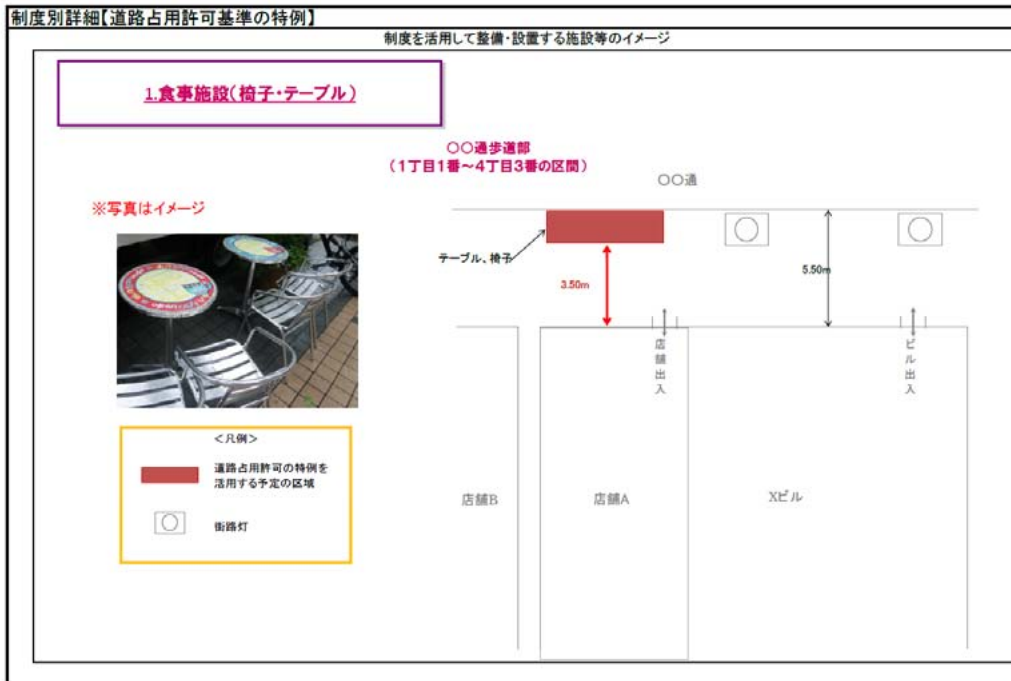 制度別詳細【道路占用許可基準の特例】
制度を活用して整備・設置する施設等のイメージ
1.食事施設(椅子・テーブル)
〇〇通歩道部
(1丁目1番～4丁目3番の区間)
〇〇通
※写真はイメージ
テーブル、椅子
3.50m
5.50m
店舗出入
ビル出入
<凡例>
道路占用許可の特例を
活用する予定の区域
街路灯
店舗B
店舗A
Xビル